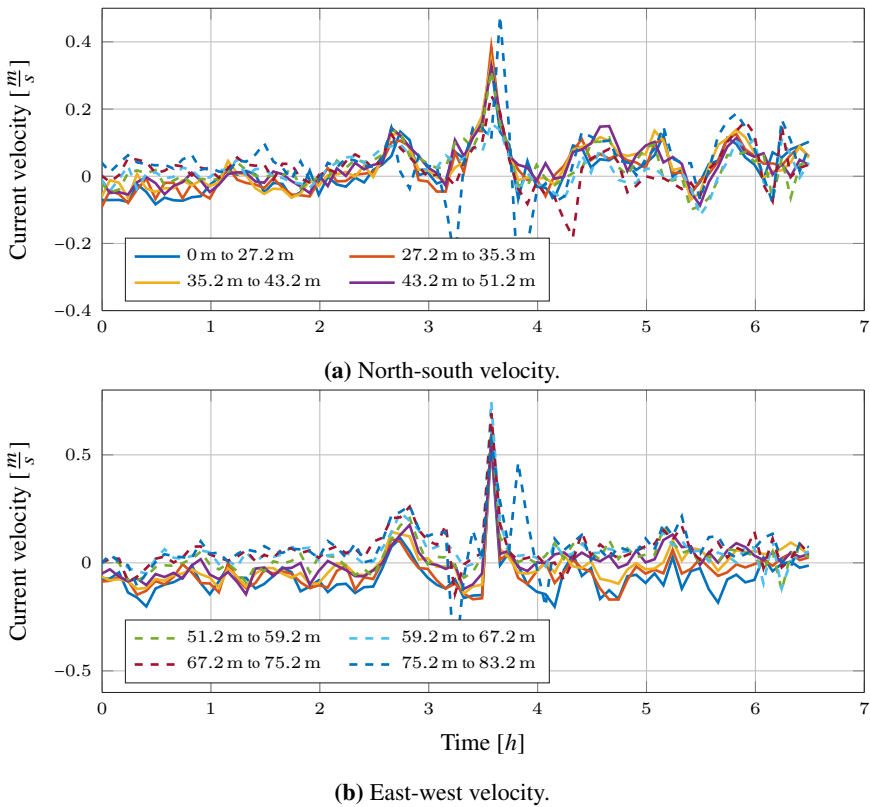 0.4
0.2
0
−0.2
−0.4
Current velocity [m/s]
0 m to 27.2 m
27.2 m to 35.3 m
35.2 m to 43.2 m
43.2 m to 51.2 m
0 1 2 3 4 5 6 7
(a) North-south velocity.
0.5
0
−0.5
Current velocity [m/s]
51.2 m to 59.2 m
59.2 m to 67.2 m
67.2 m to 75.2 m
75.2 m to 83.2 m
0 1 2 3 4 5 6 7
Time [h]
(b) East-west velocity.